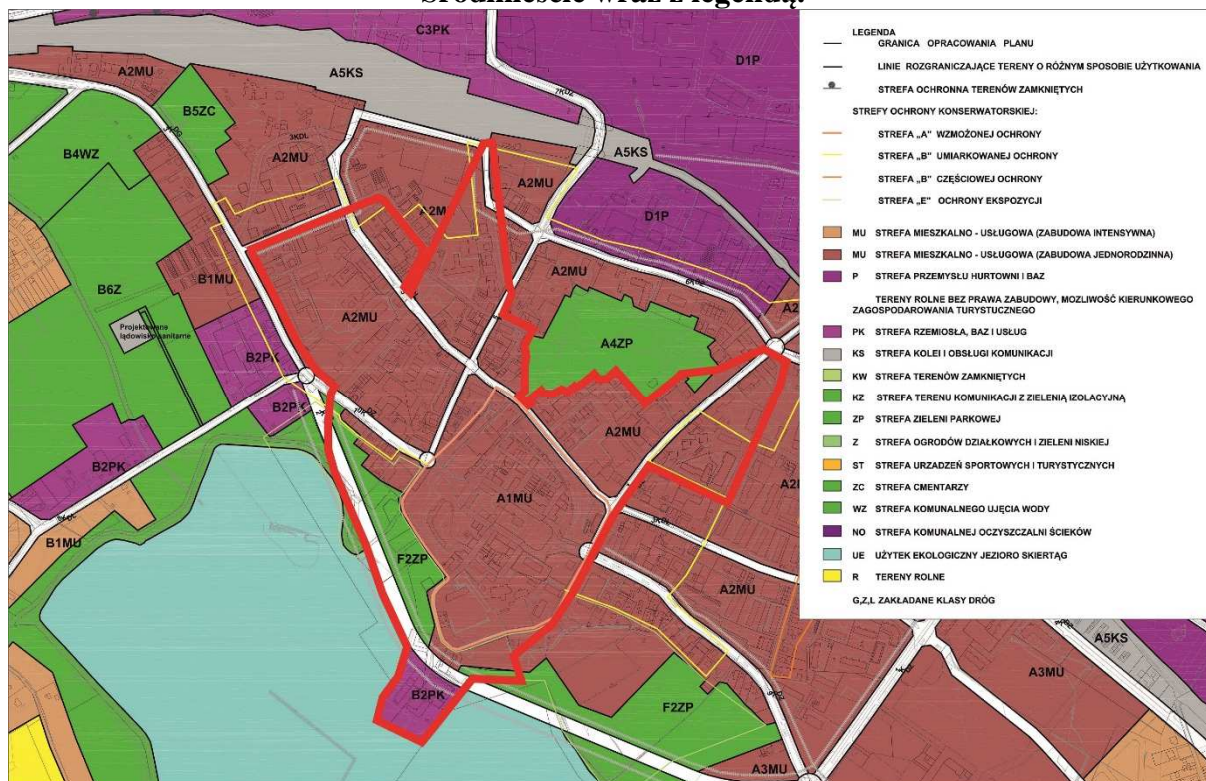 Śródmieście wraz z legendą.
C3PK
D1P
A2MU
A5KS
7KDZ
B5ZC
3KDL
A2MU
A5KS
B4WZ
A2MU
D1P
A2MU
B1MU
A2MU
B6Z
A2MU
Projektowane
lądowisko sanitarne
A4ZP
B2PK
B2PK
10KDZ
A2MU
B2PK
A1MU
B1MU
F2ZP
A2MU
B2PK
F2ZP
A3MU
A5KS
A3MU
LEGENDA
GRANICA OPRACOWANIA PLANU
LINIE ROZGRANICZAJĄCE TERENY O RÓŻNYM SPOSOBIE UŻYTKOWANIA
STREFA OCHRONNA TERENÓW ZAMKNIĘTYCH
STREFY OCHRONY KONSERWATORSKIEJ:
STREFA „A" WZMOŻONEJ OCHRONY
STREFA „B" UMIARKOWANEJ OCHRONY
STREFA „B" CZĘŚCIOWEJ OCHRONY
STREFA „E" OCHRONY EKSPOZYCJI
MU STREFA MIESZKALNO - USŁUGOWA (ZABUDOWA INTENSYWNA)
MU STREFA MIESZKALNO - USŁUGOWA (ZABUDOWA JEDNORODZINNA)
P STREFA PRZEMYSŁU HURTOWNI I BAZ
TERENY ROLNE BEZ PRAWA ZABUDOWY, MOZLIWOŚĆ KIERUNKOWEGO
ZAGOSPODAROWANIA TURYSTYCZNEGO
PK STREFA RZEMIOSŁA, BAZ I USŁUG
KS STREFA KOLEI I OBSŁUGI KOMUNIKACJI
KW STREFA TERENÓW ZAMKNIĘTYCH
KZ STREFA TERENU KOMUNIKACJI Z ZIELENIĄ IZOLACYJNĄ
ZP STREFA ZIELENI PARKOWEJ
Z STREFA OGRODÓW DZIAŁKOWYCH I ZIELENI NISKIEJ
ST STREFA URZADZEŃ SPORTOWYCH I TURYSTYCZNYCH
ZC STREFA CMENTARZY
WZ STREFA KOMUNALNEGO UJĘCIA WODY
NO STREFA KOMUNALNEJ OCZYSZCZALNI ŚCIEKÓW
UE UŻYTEK EKOLOGICZNY JEZIORO SKIERTĄG
R TERENY ROLNE
G,Z,L ZAKŁADANE KLASY DRÓG